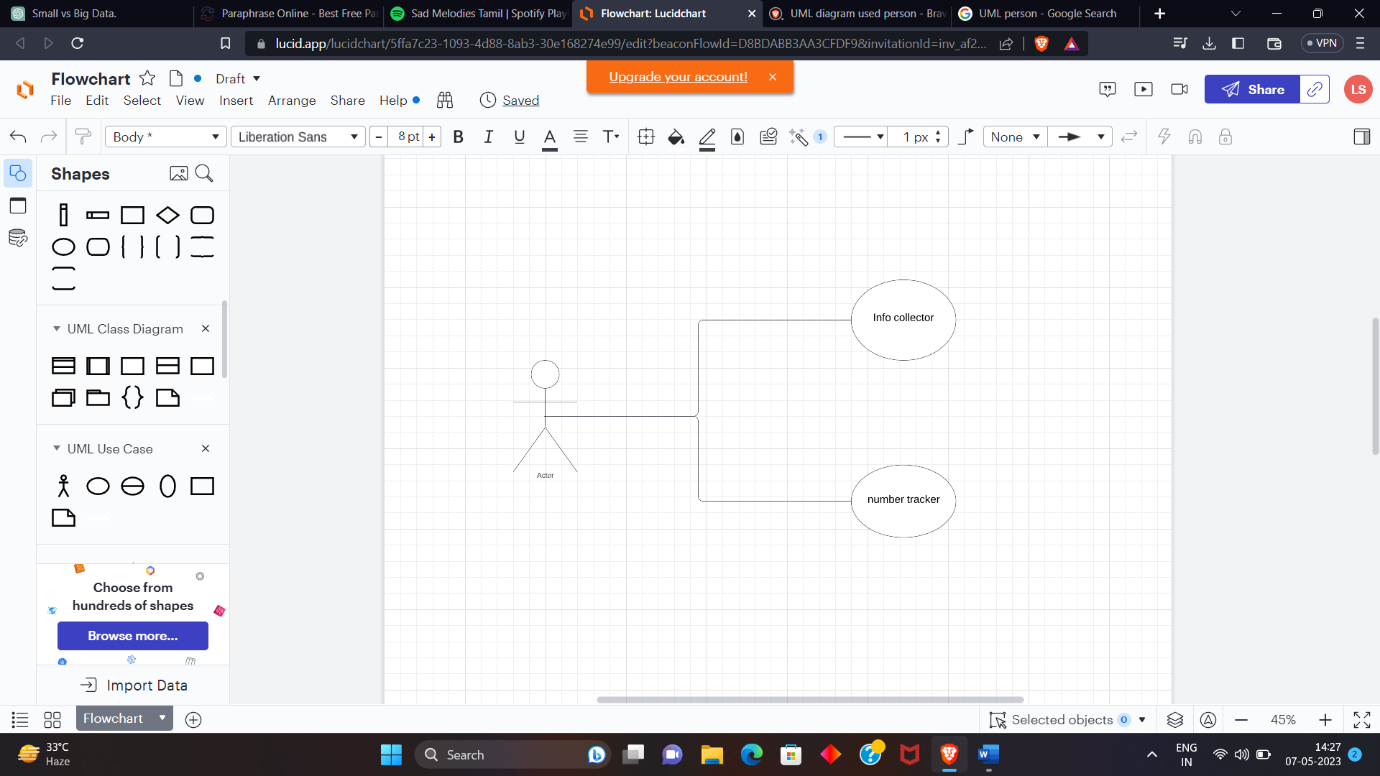 Small vs Big Data.
Paraphrase Online - Best Free Pa
Sad Melodies Tamil | Spotify Play
Flowchart: Lucidchart
UML diagram used person - Brav
UML person - Google Search
lucid.app/lucidchart/5ffa7c23-1093-4d88-8ab3-30e168274e99/edit?beaconFlowId=D8BDABB3AA3CFDF9&invitationId=inv_af2...
VPN
Flowchart
Draft
Upgrade your account!
File Edit Select View Insert Arrange Share Help
Saved
Share
LS
Body *
Liberation Sans
- 8 pt +
B I U A T
1
1 px
None
Shapes
UML Class Diagram
UML Use Case
Choose from
hundreds of shapes
Browse more...
Import Data
Info collector
Actor
number tracker
Flowchart
Selected objects 0
45%
33°C
Haze
Search
ENG
IN
14:27
07-05-2023
2